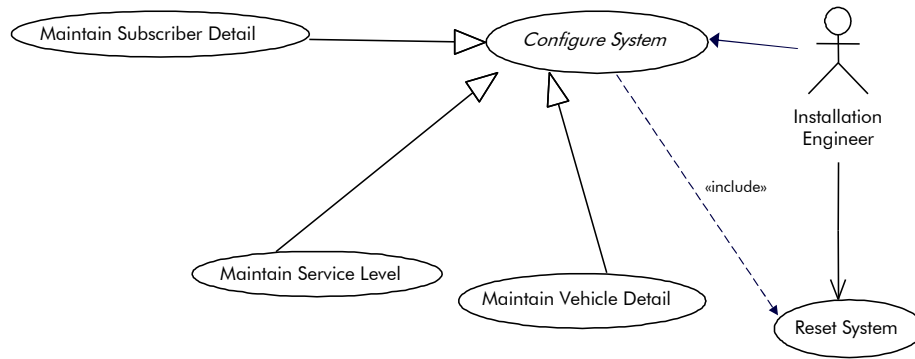 Maintain Subscriber Detail
Configure System
Installation
Engineer
«include»
Maintain Service Level
Maintain Vehicle Detail
Reset System